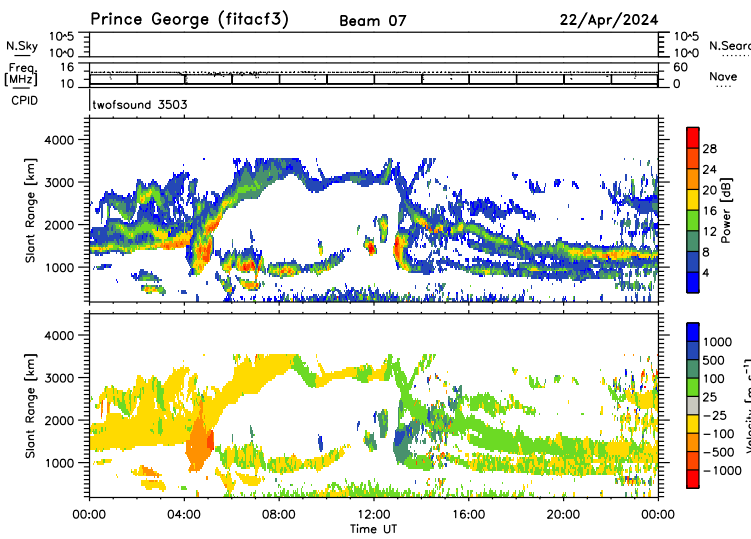 Prince George (fitacf3) Beam 07 22/Apr/2024
N.Sky 10^5 10^5 N.Sear
10^0 10^0
Freq 16 60 Nave
[MHz] 10 0
CPID twofsound 3503
Slant Range [km] 4000 3000 2000 1000
28 24 20 16 12 8 4 Power [dB]
Slant Range [km] 4000 3000 2000 1000
1000 500 100 25 -25 -100 -500 -1000 Velocity [m s⁻¹]
00:00 04:00 08:00 12:00 16:00 20:00 00:00
Time UT